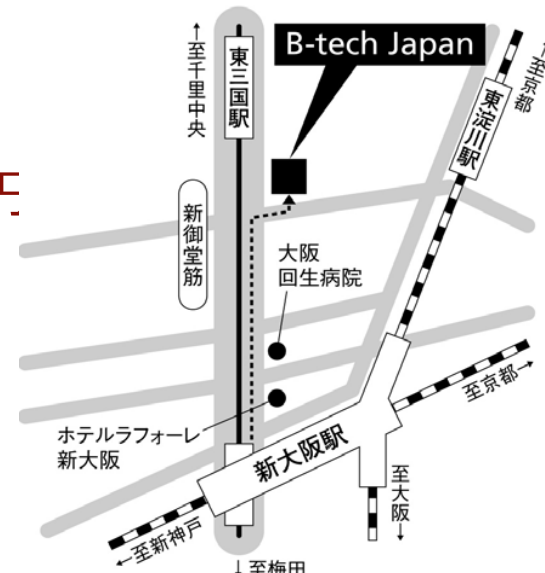 B-tech Japan
←至千里中央
東三国駅
至京都→
東淀川駅
新御堂筋
大阪
回生病院
至京都→
ホテルラフォーレ
新大阪
新大阪駅
至大阪→
←至新神戸
↓至梅田